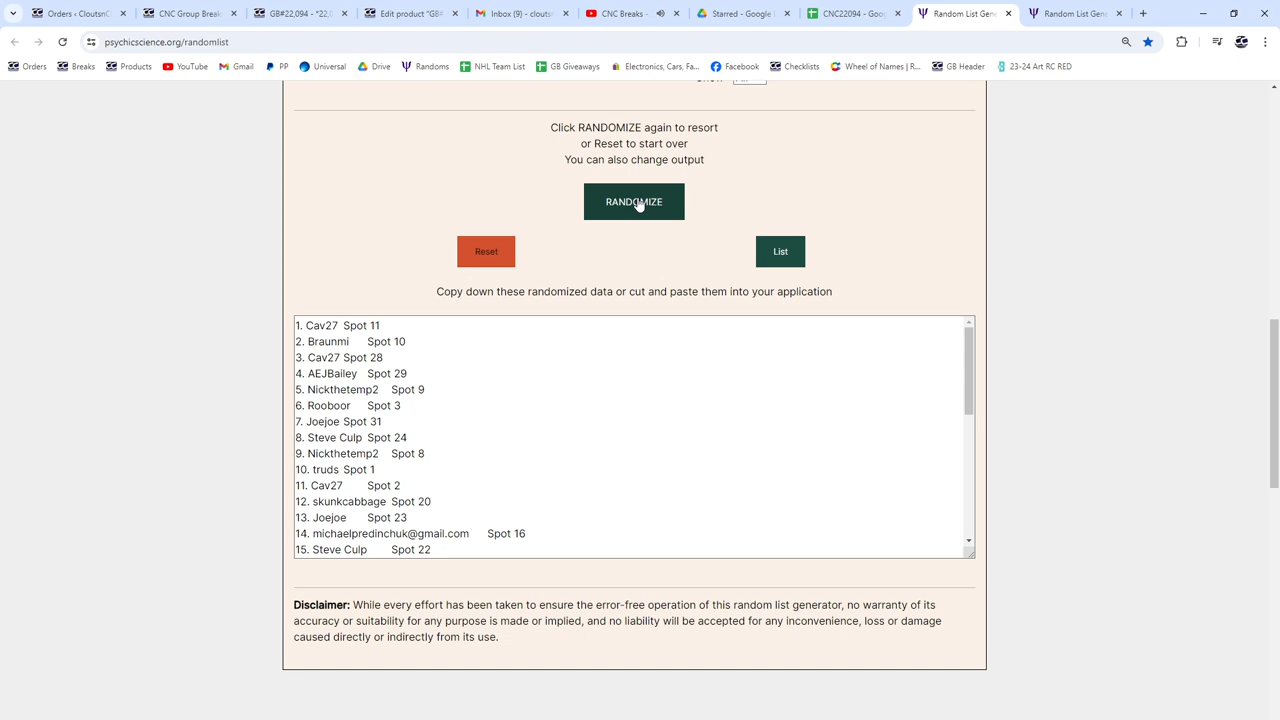 Orders ‹ CloutsnC
CNC Group Break
GB#22,094 - "22,0
Edit product "GB
Inbox (9) - clouts
CNC Breaks -
Starred - Google D
CNC22094 - Goog
Random List Gene
Random List Gene
psychicscience.org/randomlist
Orders
Breaks
Products
YouTube
Gmail
PP
Universal
Drive
Randoms
NHL Team List
GB Giveaways
Electronics, Cars, Fa...
Facebook
Checklists
Wheel of Names | R...
GB Header
23-24 Art RC RED
Click RANDOMIZE again to resort
or Reset to start over
You can also change output
RANDOMIZE
Reset
List
Copy down these randomized data or cut and paste them into your application
1. Cav27 Spot 11
2. Braunmi Spot 10
3. Cav27 Spot 28
4. AEJBailey Spot 29
5. Nickthetemp2 Spot 9
6. Rooboor Spot 3
7. Joejoe Spot 31
8. Steve Culp Spot 24
9. Nickthetemp2 Spot 8
10. truds Spot 1
11. Cav27 Spot 2
12. skunkcabbage Spot 20
13. Joejoe Spot 23
14. michaelpredinchuk@gmail.com Spot 16
15. Steve Culp Spot 22
Disclaimer: While every effort has been taken to ensure the error-free operation of this random list generator, no warranty of its
accuracy or suitability for any purpose is made or implied, and no liability will be accepted for any inconvenience, loss or damage
caused directly or indirectly from its use.